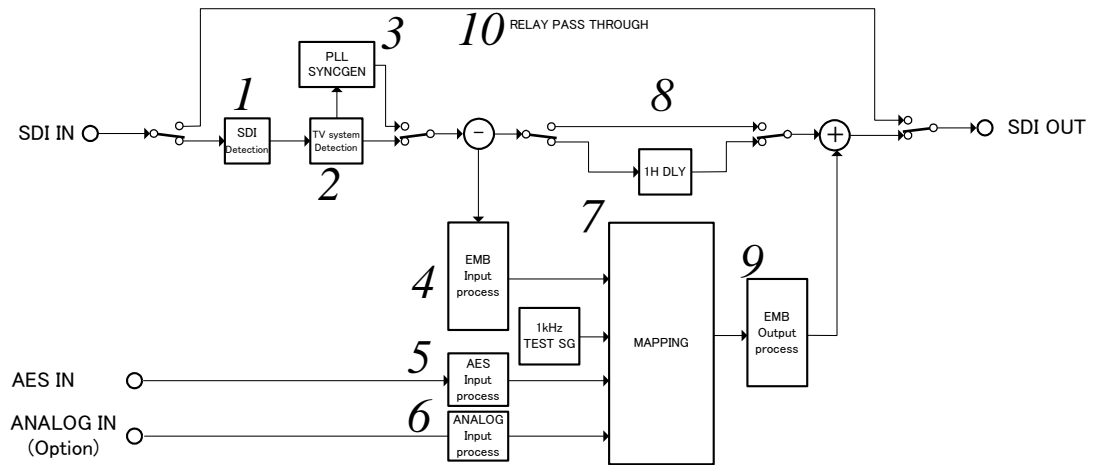 10 RELAY PASS THROUGH
3
PLL
SYNCGEN
1
8
SDI IN
SDI
Detection
TV system
Detection
-
+
SDI OUT
2
1H DLY
7
4
EMB
Input
process
9
1kHz
TEST SG
MAPPING
EMB
Output
process
AES IN
5
AES
Input
process
ANALOG IN
(Option)
6
ANALOG
Input
process